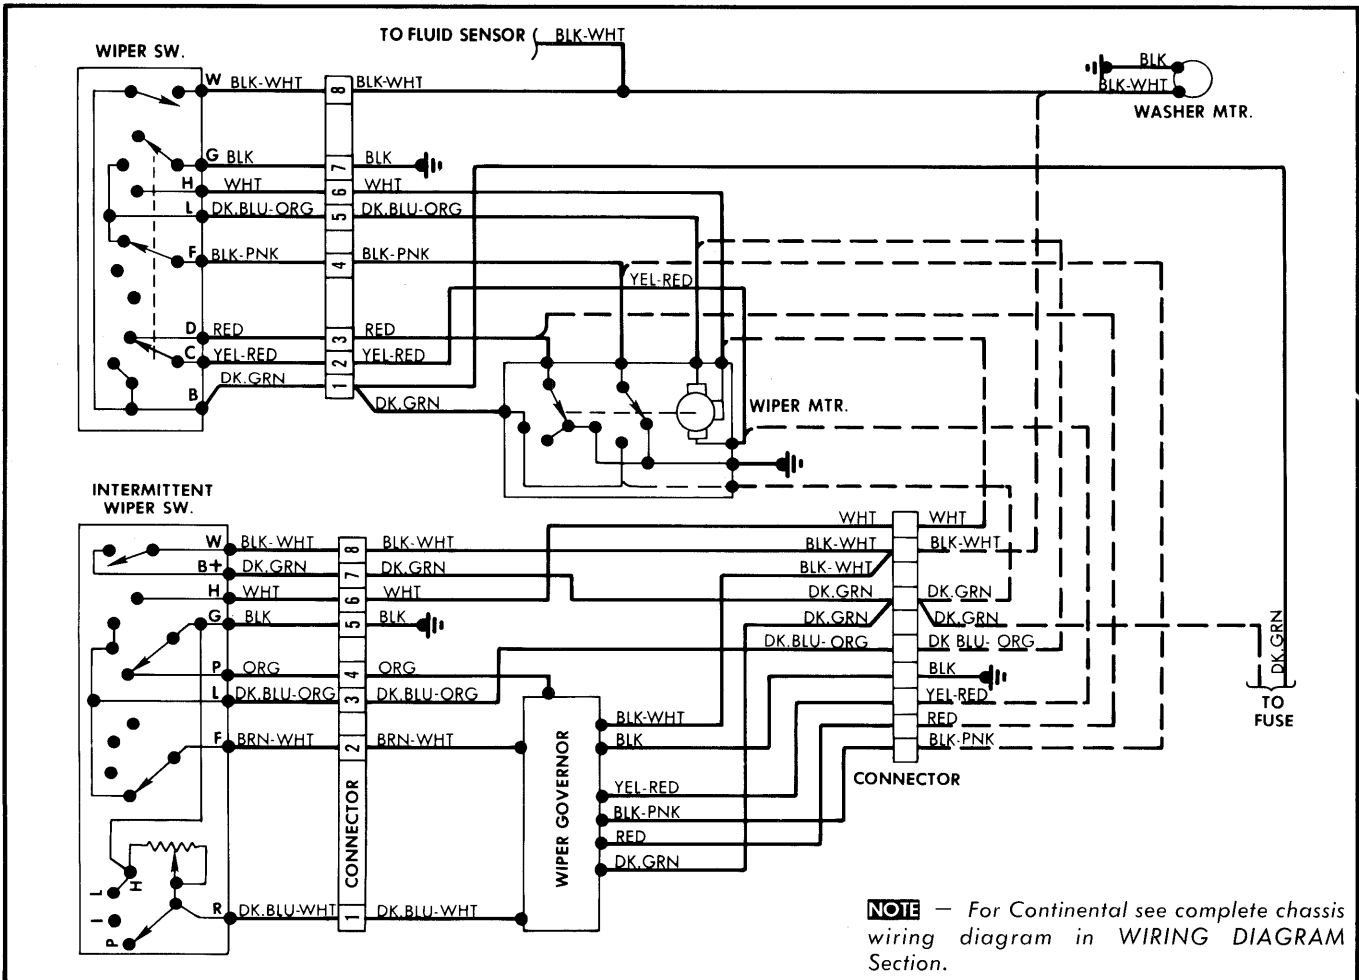 TO FLUID SENSOR BLK-WHT
WIPER SW.
W BLK-WHT 8 BLK-WHT
BLK
BLK-WHT
WASHER MTR.
G BLK 7 BLK
H WHT 6 WHT
L DK.BLU-ORG 5 DK.BLU-ORG
F BLK-PNK 4 BLK-PNK
YEL-RED
D RED 3 RED
C YEL-RED 2 YEL-RED
B DK.GRN 1
DK.GRN
WIPER MTR.
INTERMITTENT
WIPER SW.
W BLK-WHT 8 BLK-WHT
B+ DK.GRN 7 DK.GRN
H WHT 6 WHT
G BLK 5 BLK
P ORG 4 ORG
L DK.BLU-ORG 3 DK.BLU-ORG
F BRN-WHT 2 BRN-WHT
CONNECTOR
R DK.BLU-WHT 1 DK.BLU-WHT
L
H
I
P
WIPER GOVERNOR
BLK-WHT
BLK
YEL-RED
BLK-PNK
RED
DK.GRN
WHT WHT
BLK-WHT BLK-WHT
BLK-WHT
DK.GRN DK.GRN
DK.GRN DK.GRN
DK.BLU-ORG DK BLU-ORG
BLK
YEL-RED
RED
BLK-PNK
CONNECTOR
DK.GRN
TO
FUSE
NOTE — For Continental see complete chassis
wiring diagram in WIRING DIAGRAM
Section.